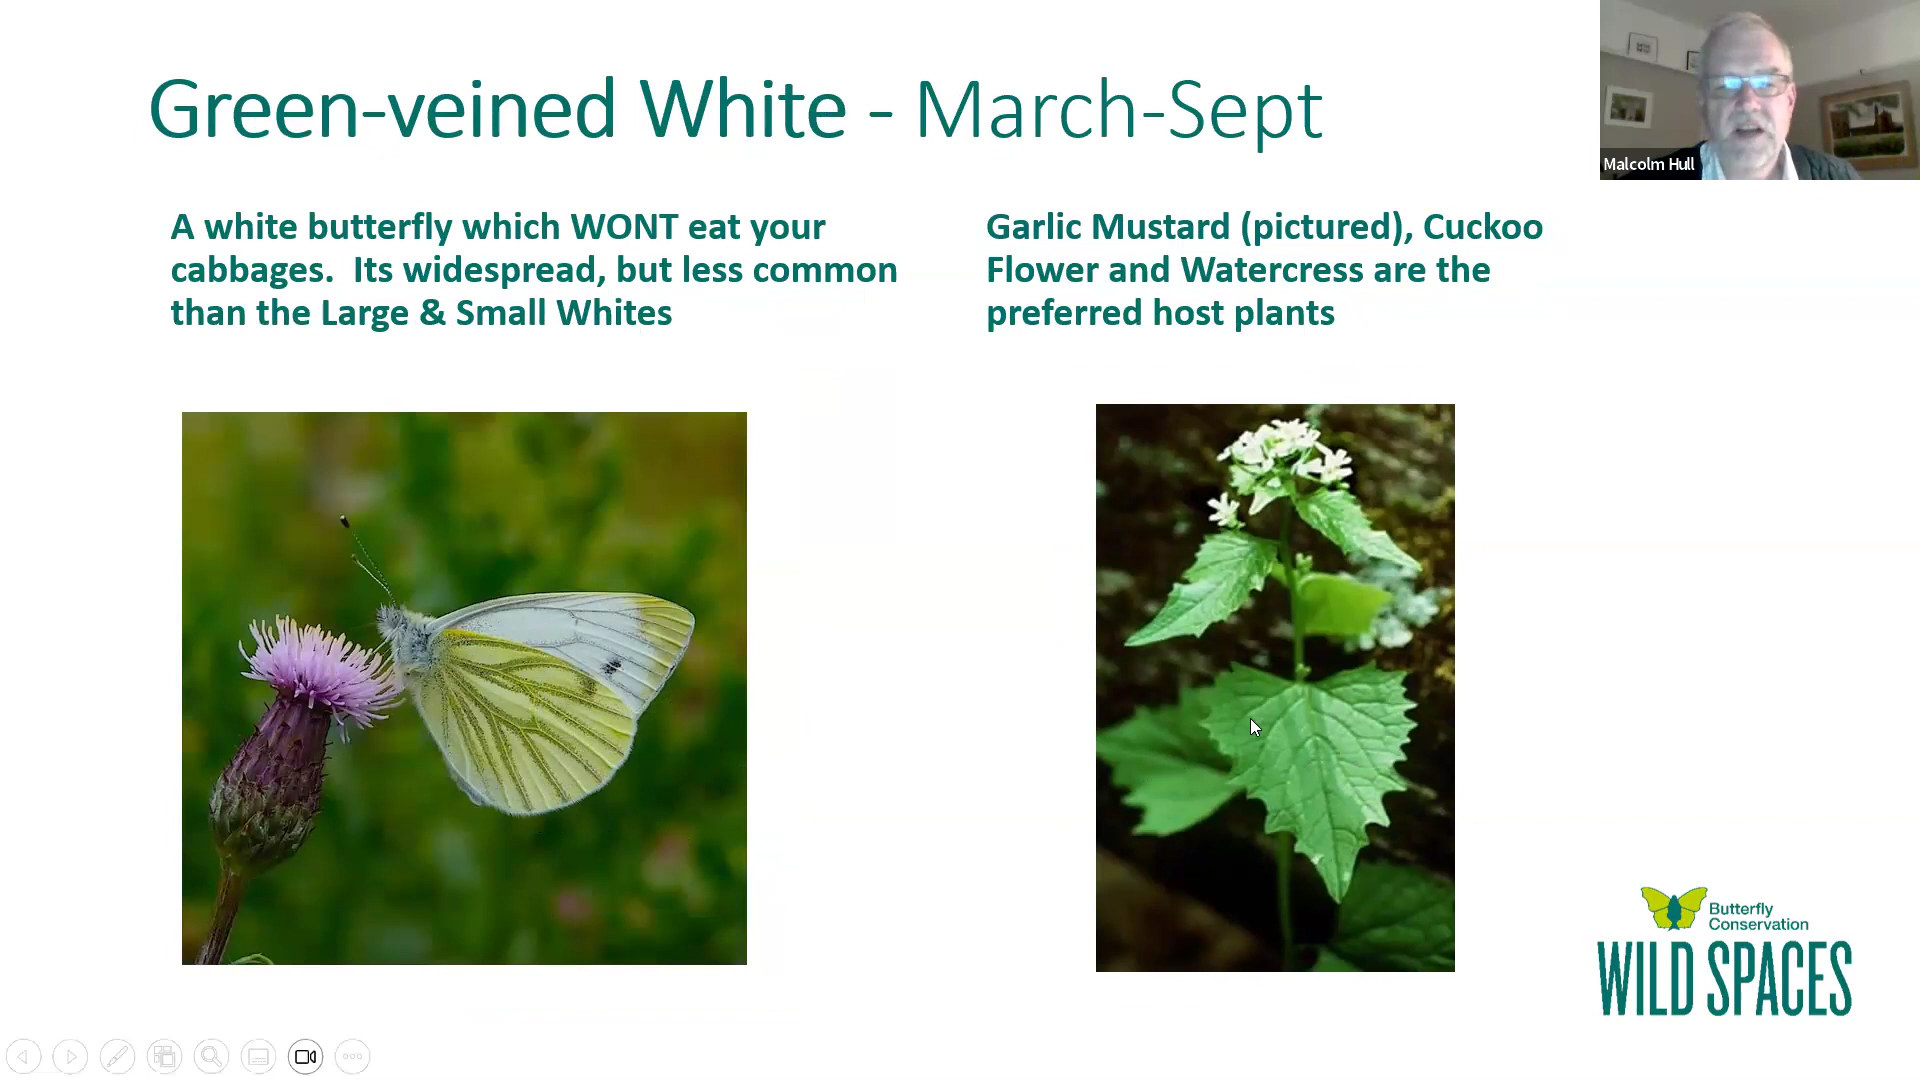 Green-veined White - March-Sept
Malcolm Hull
A white butterfly which WONT eat your
cabbages.  Its widespread, but less common
than the Large & Small Whites
Garlic Mustard (pictured), Cuckoo
Flower and Watercress are the
preferred host plants
Butterfly
Conservation
WILD SPACES